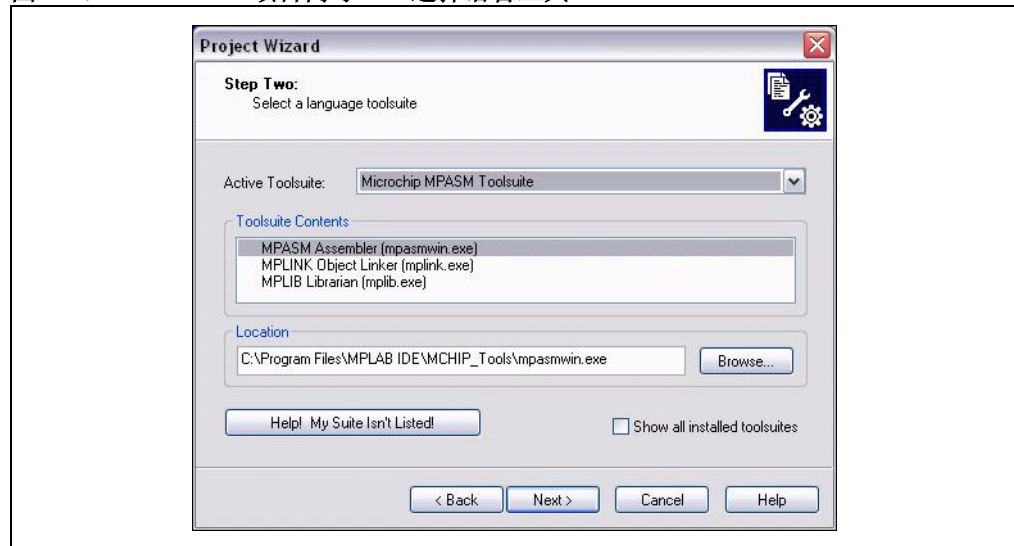 Project Wizard
Step Two:
Select a language toolsuite
Active Toolsuite: Microchip MPASM Toolsuite
Toolsuite Contents
MPASM Assembler (mpasmwin.exe)
MPLINK Object Linker (mplink.exe)
MPLIB Librarian (mplib.exe)
Location
C:\Program Files\MPLAB IDE\MCHIP_Tools\mpasmwin.exe Browse...
Help! My Suite Isn't Listed! Show all installed toolsuites
< Back Next > Cancel Help